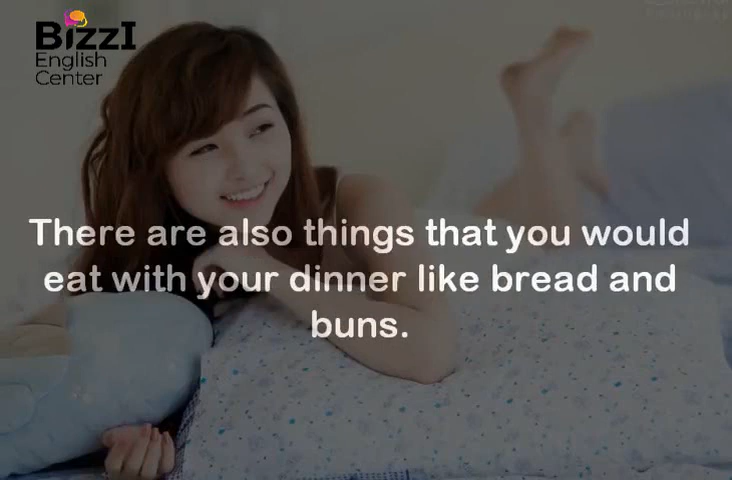 BizzI
English
Center
There are also things that you would
eat with your dinner like bread and
buns.